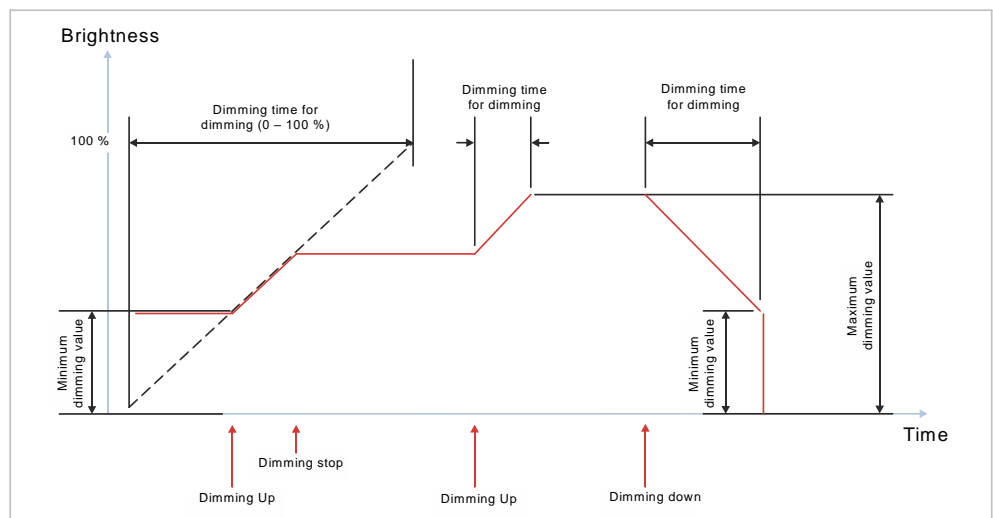 Brightness
Dimming time for
dimming (0 – 100 %)
Dimming time
for dimming
Dimming time
for dimming
100 %
Minimum
dimming value
Minimum
dimming value
Maximum
dimming value
Time
Dimming stop
Dimming Up
Dimming Up
Dimming down